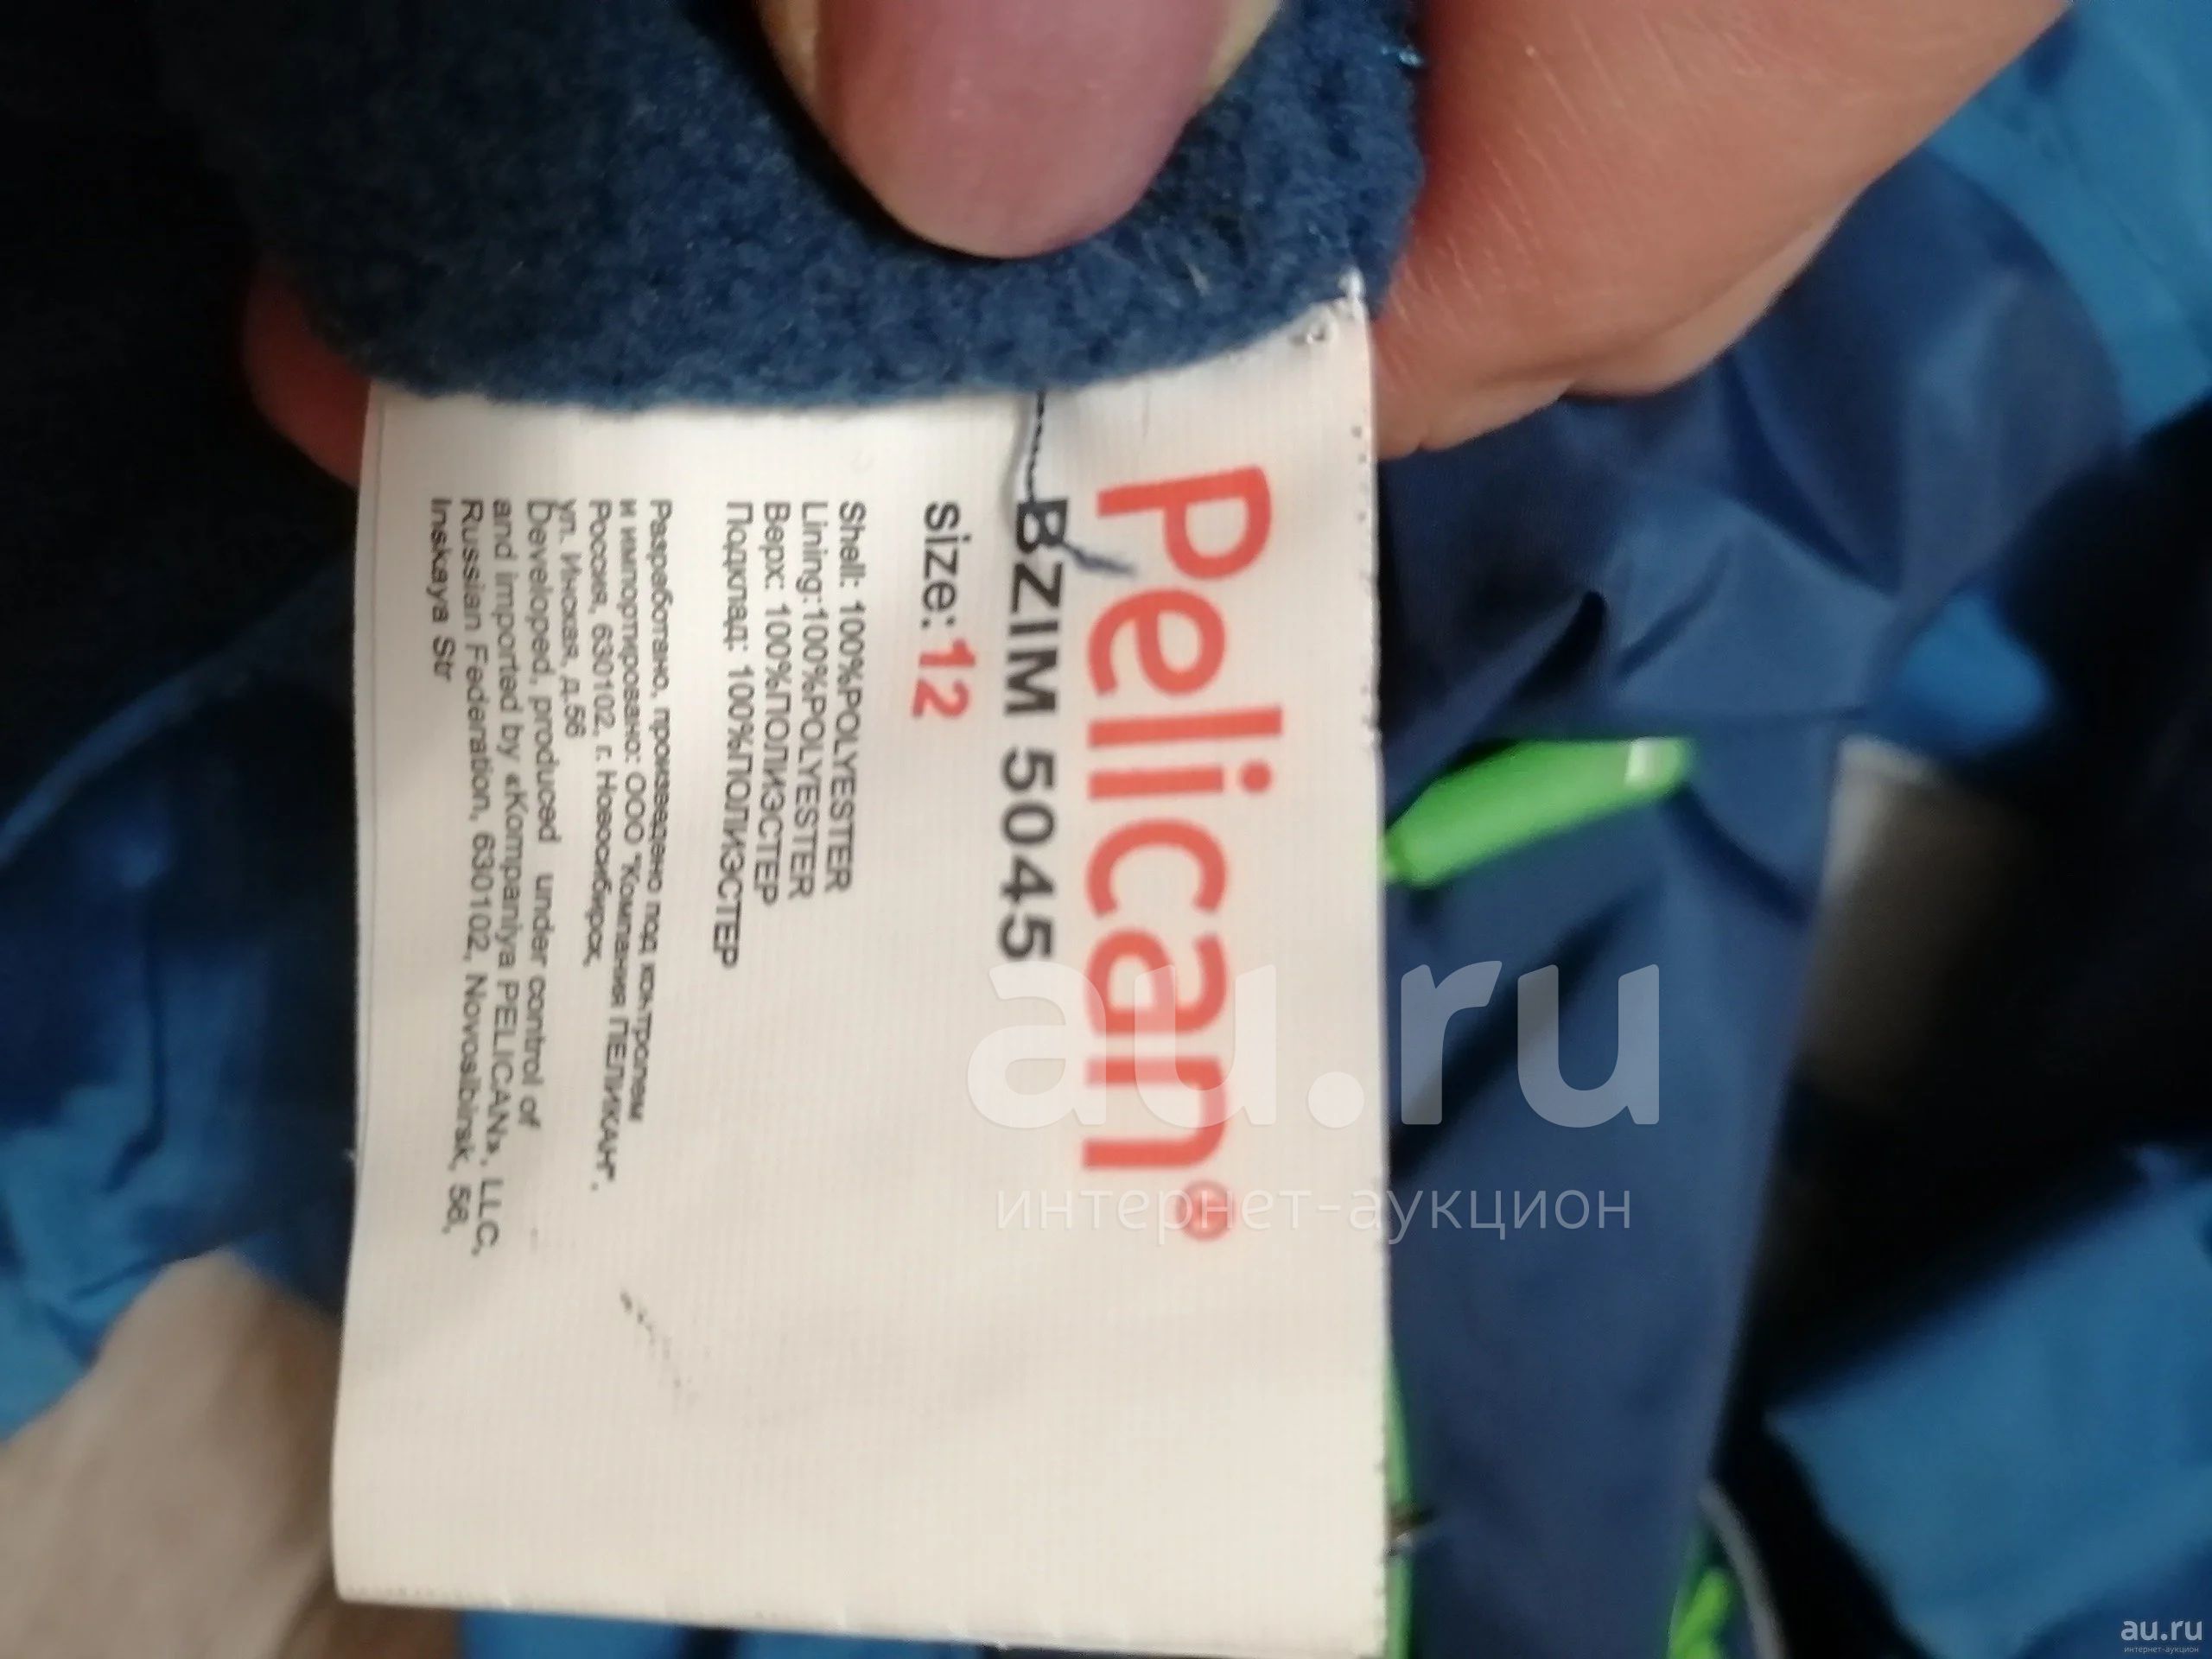 Pelican®
BZIM 5045
size:12
Shell: 100%POLYESTER
Lining:100%POLYESTER
Верх: 100%ПОЛИЭСТЕР
Подклад: 100%ПОЛИЭСТЕР
Разработано, произведено под контролем
и импортировано: ООО "Компания ПЕЛИКАН".
Россия, 630102, г. Новосибирск,
ул. Инская, д.56
Developed, produced under control of
and imported by «Kompaniya PELICAN», LLC,
Russian Federation, 630102, Novosibirsk, 56,
Inskaya Str
au.ru
интернет-аукцион
au.ru
интернет-аукцион